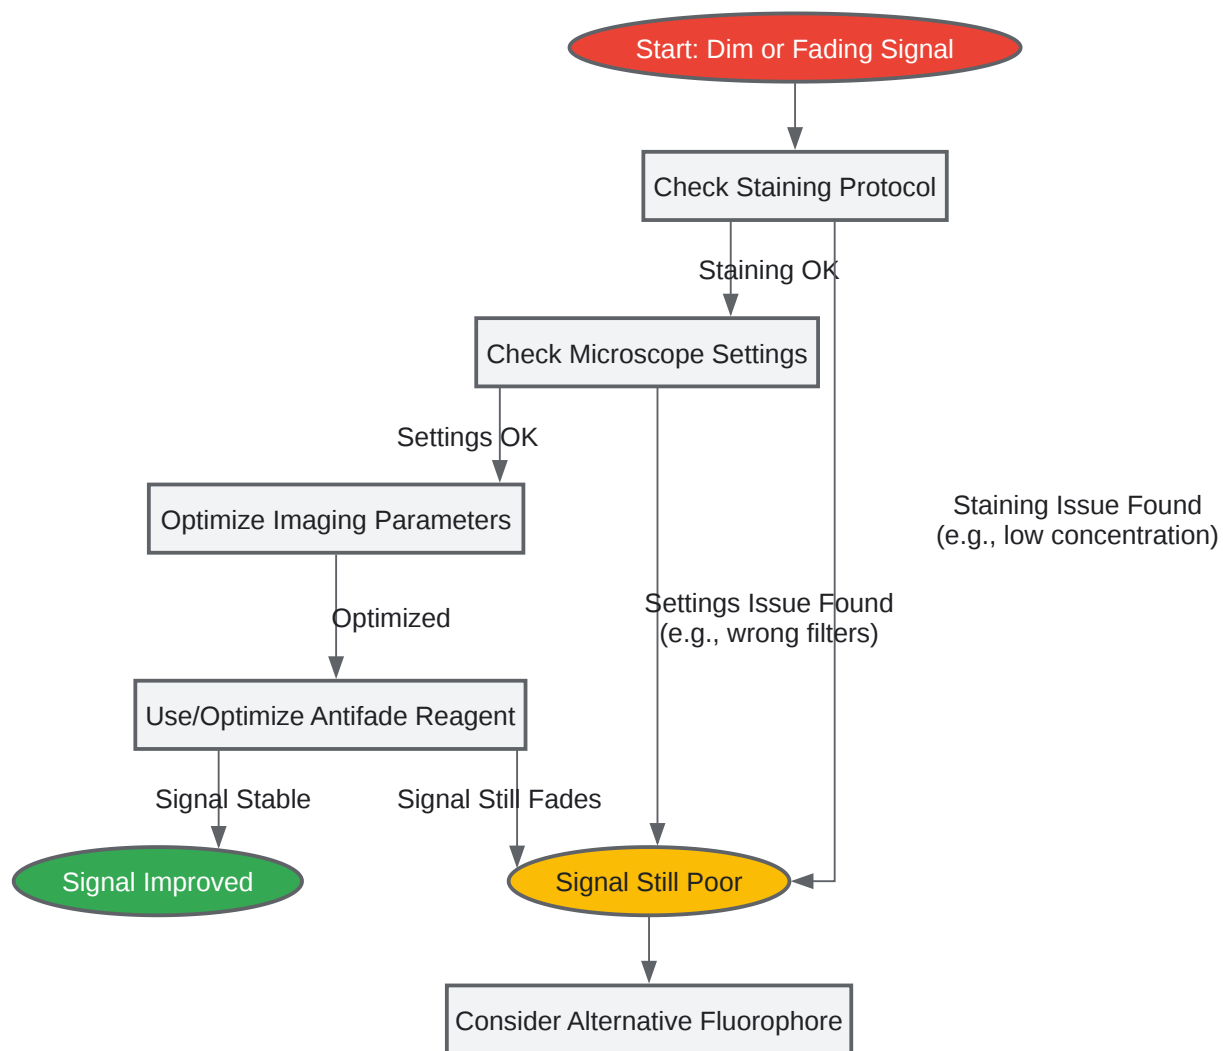 Start: Dim or Fading Signal
Check Staining Protocol
Staining OK
Check Microscope Settings
Settings OK
Optimize Imaging Parameters
Staining Issue Found
(e.g., low concentration)
Settings Issue Found
(e.g., wrong filters)
Optimized
Use/Optimize Antifade Reagent
Signal Stable
Signal Still Fades
Signal Improved
Signal Still Poor
Consider Alternative Fluorophore